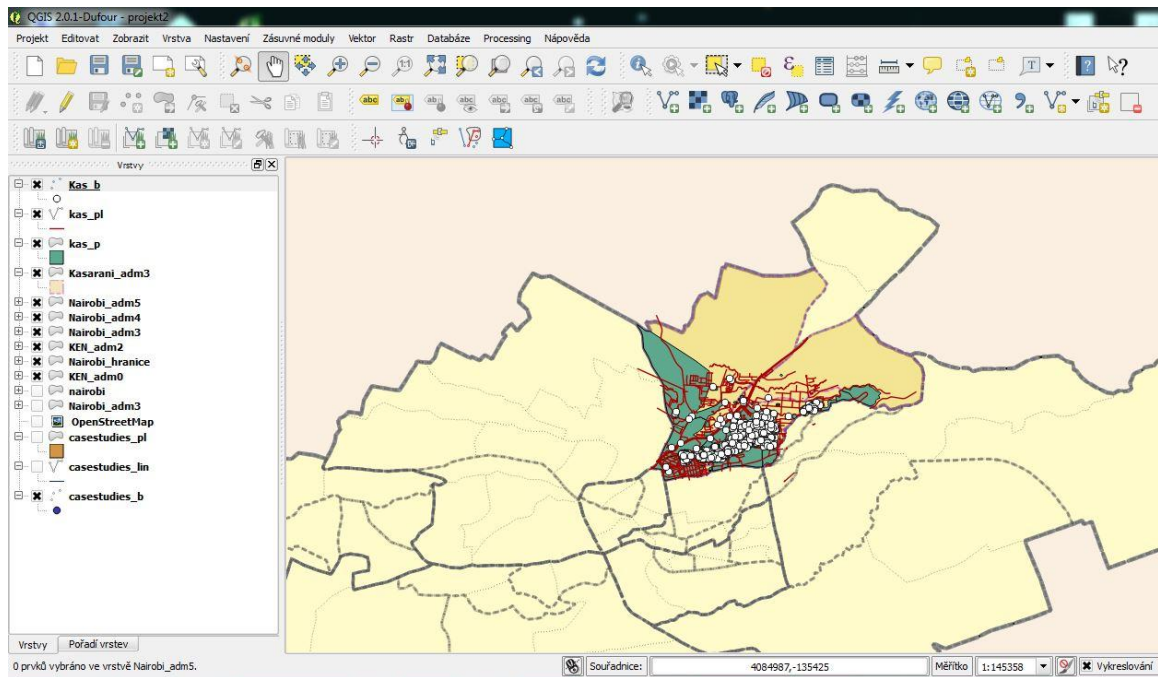 QGIS 2.0.1-Dufour - projekt2
Projekt Editovat Zobrazit Vrstva Nastavení Zásuvné moduly Vektor Rastr Databáze Processing Nápověda
Vrstvy
Kas_b
kas_pl
kas_p
Kasarani_adm3
Nairobi_adm5
Nairobi_adm4
Nairobi_adm3
KEN_adm2
Nairobi_hranice
KEN_adm0
nairobi
Nairobi_adm3
OpenStreetMap
casestudies_pl
casestudies_lin
casestudies_b
Vrstvy Pořadí vrstev
0 prvků vybráno ve vrstvě Nairobi_adm5. Souřadnice: 4084987,-135425 Měřítko 1:145358 Vykreslování